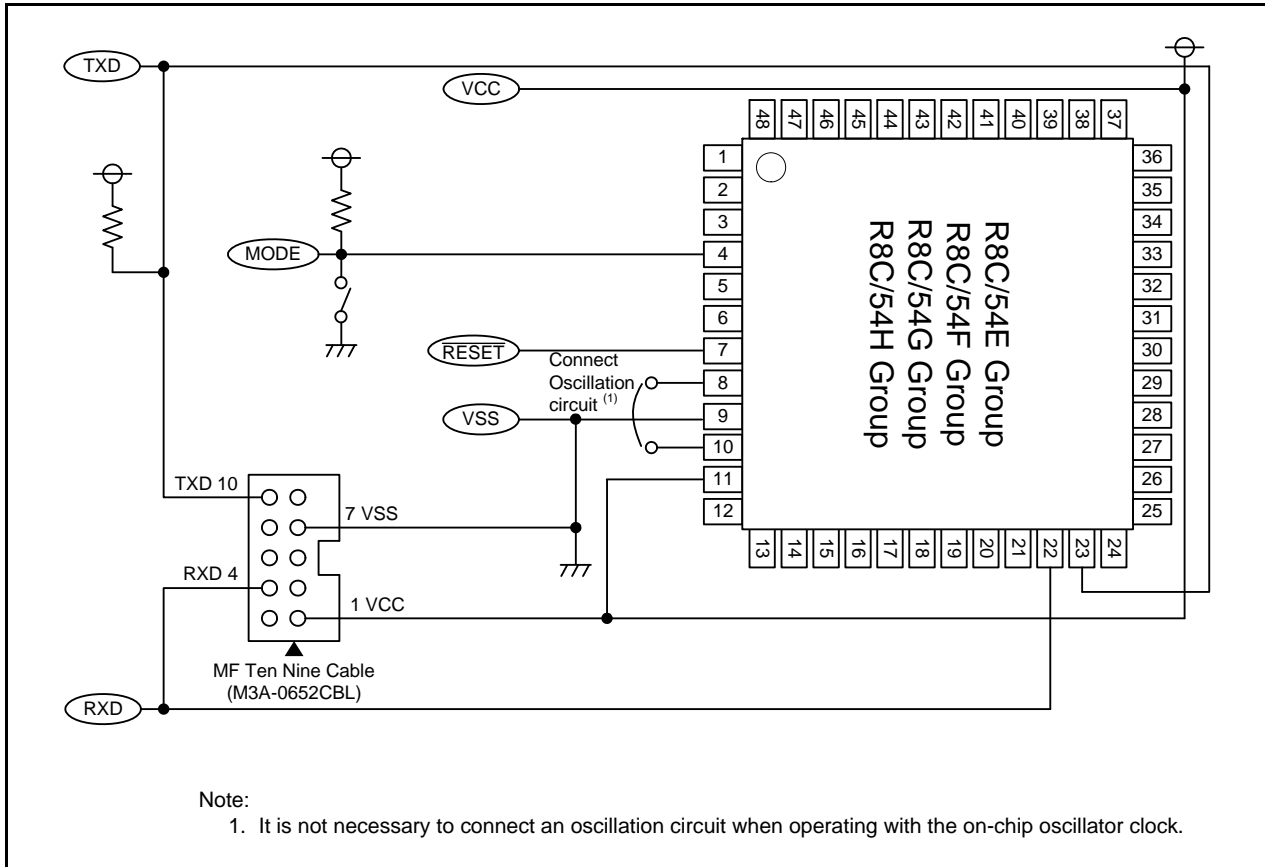 TXD
VCC
48 47 46 45 44 43 42 41 40 39 38 37
1
2
3
4
5
6
7
8
9
10
11
12
36
35
34
33
32
31
30
29
28
27
26
25
13 14 15 16 17 18 19 20 21 22 23 24
R8C/54E Group
R8C/54F Group
R8C/54G Group
R8C/54H Group
MODE
RESET
Connect
Oscillation
circuit (1)
VSS
TXD 10
7 VSS
RXD 4
1 VCC
MF Ten Nine Cable
(M3A-0652CBL)
RXD
Note:
1. It is not necessary to connect an oscillation circuit when operating with the on-chip oscillator clock.